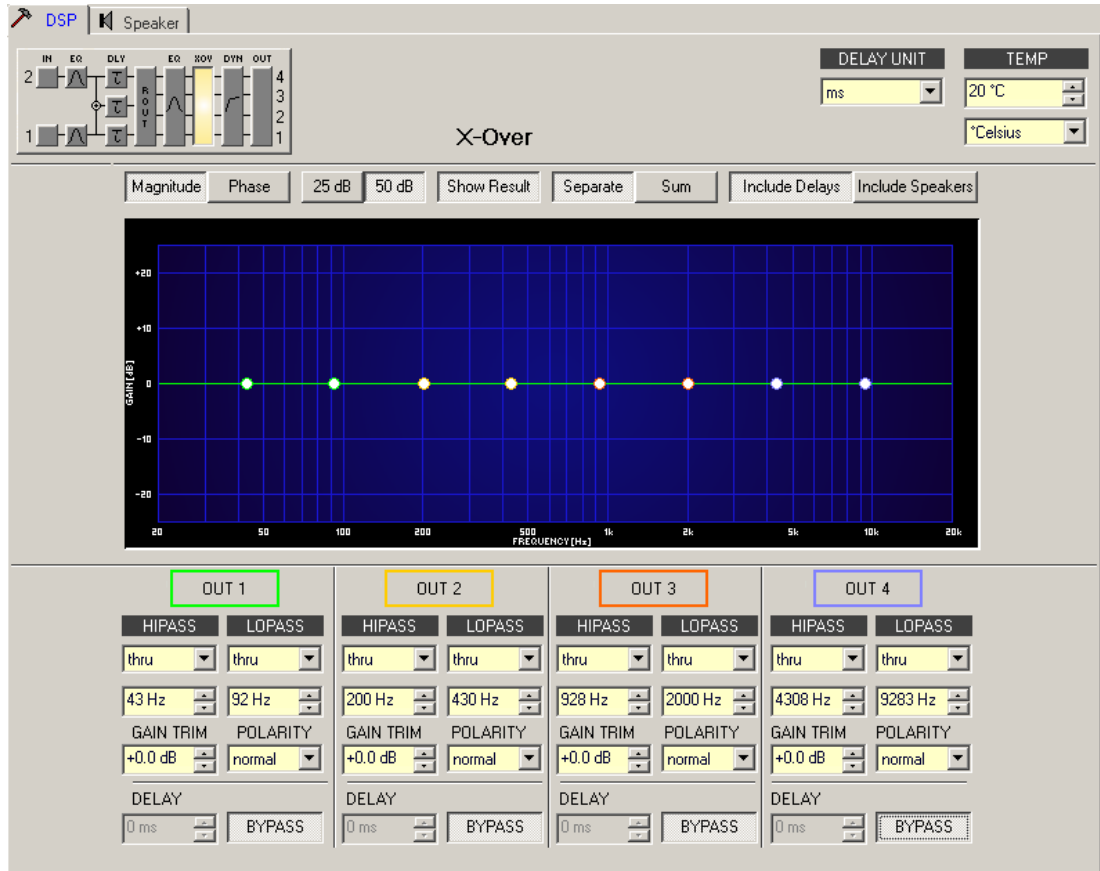 DSP Speaker
IN EQ DLY EQ XOV DYN OUT
2 τ 4
τ ROUT 3
2
1 τ 1
DELAY UNIT TEMP
ms 20 °C
°Celsius
X-Over
Magnitude Phase 25 dB 50 dB Show Result Separate Sum Include Delays Include Speakers
+20
+10
GAIN [dB]
0
-10
-20
20 50 100 200 500 1k 2k 5k 10k 20k
FREQUENCY [Hz]
OUT 1 OUT 2 OUT 3 OUT 4
HIPASS LOPASS HIPASS LOPASS HIPASS LOPASS HIPASS LOPASS
thru thru thru thru thru thru thru thru
43 Hz 92 Hz 200 Hz 430 Hz 928 Hz 2000 Hz 4308 Hz 9283 Hz
GAIN TRIM POLARITY GAIN TRIM POLARITY GAIN TRIM POLARITY GAIN TRIM POLARITY
+0.0 dB normal +0.0 dB normal +0.0 dB normal +0.0 dB normal
DELAY DELAY DELAY DELAY
0 ms BYPASS 0 ms BYPASS 0 ms BYPASS 0 ms BYPASS